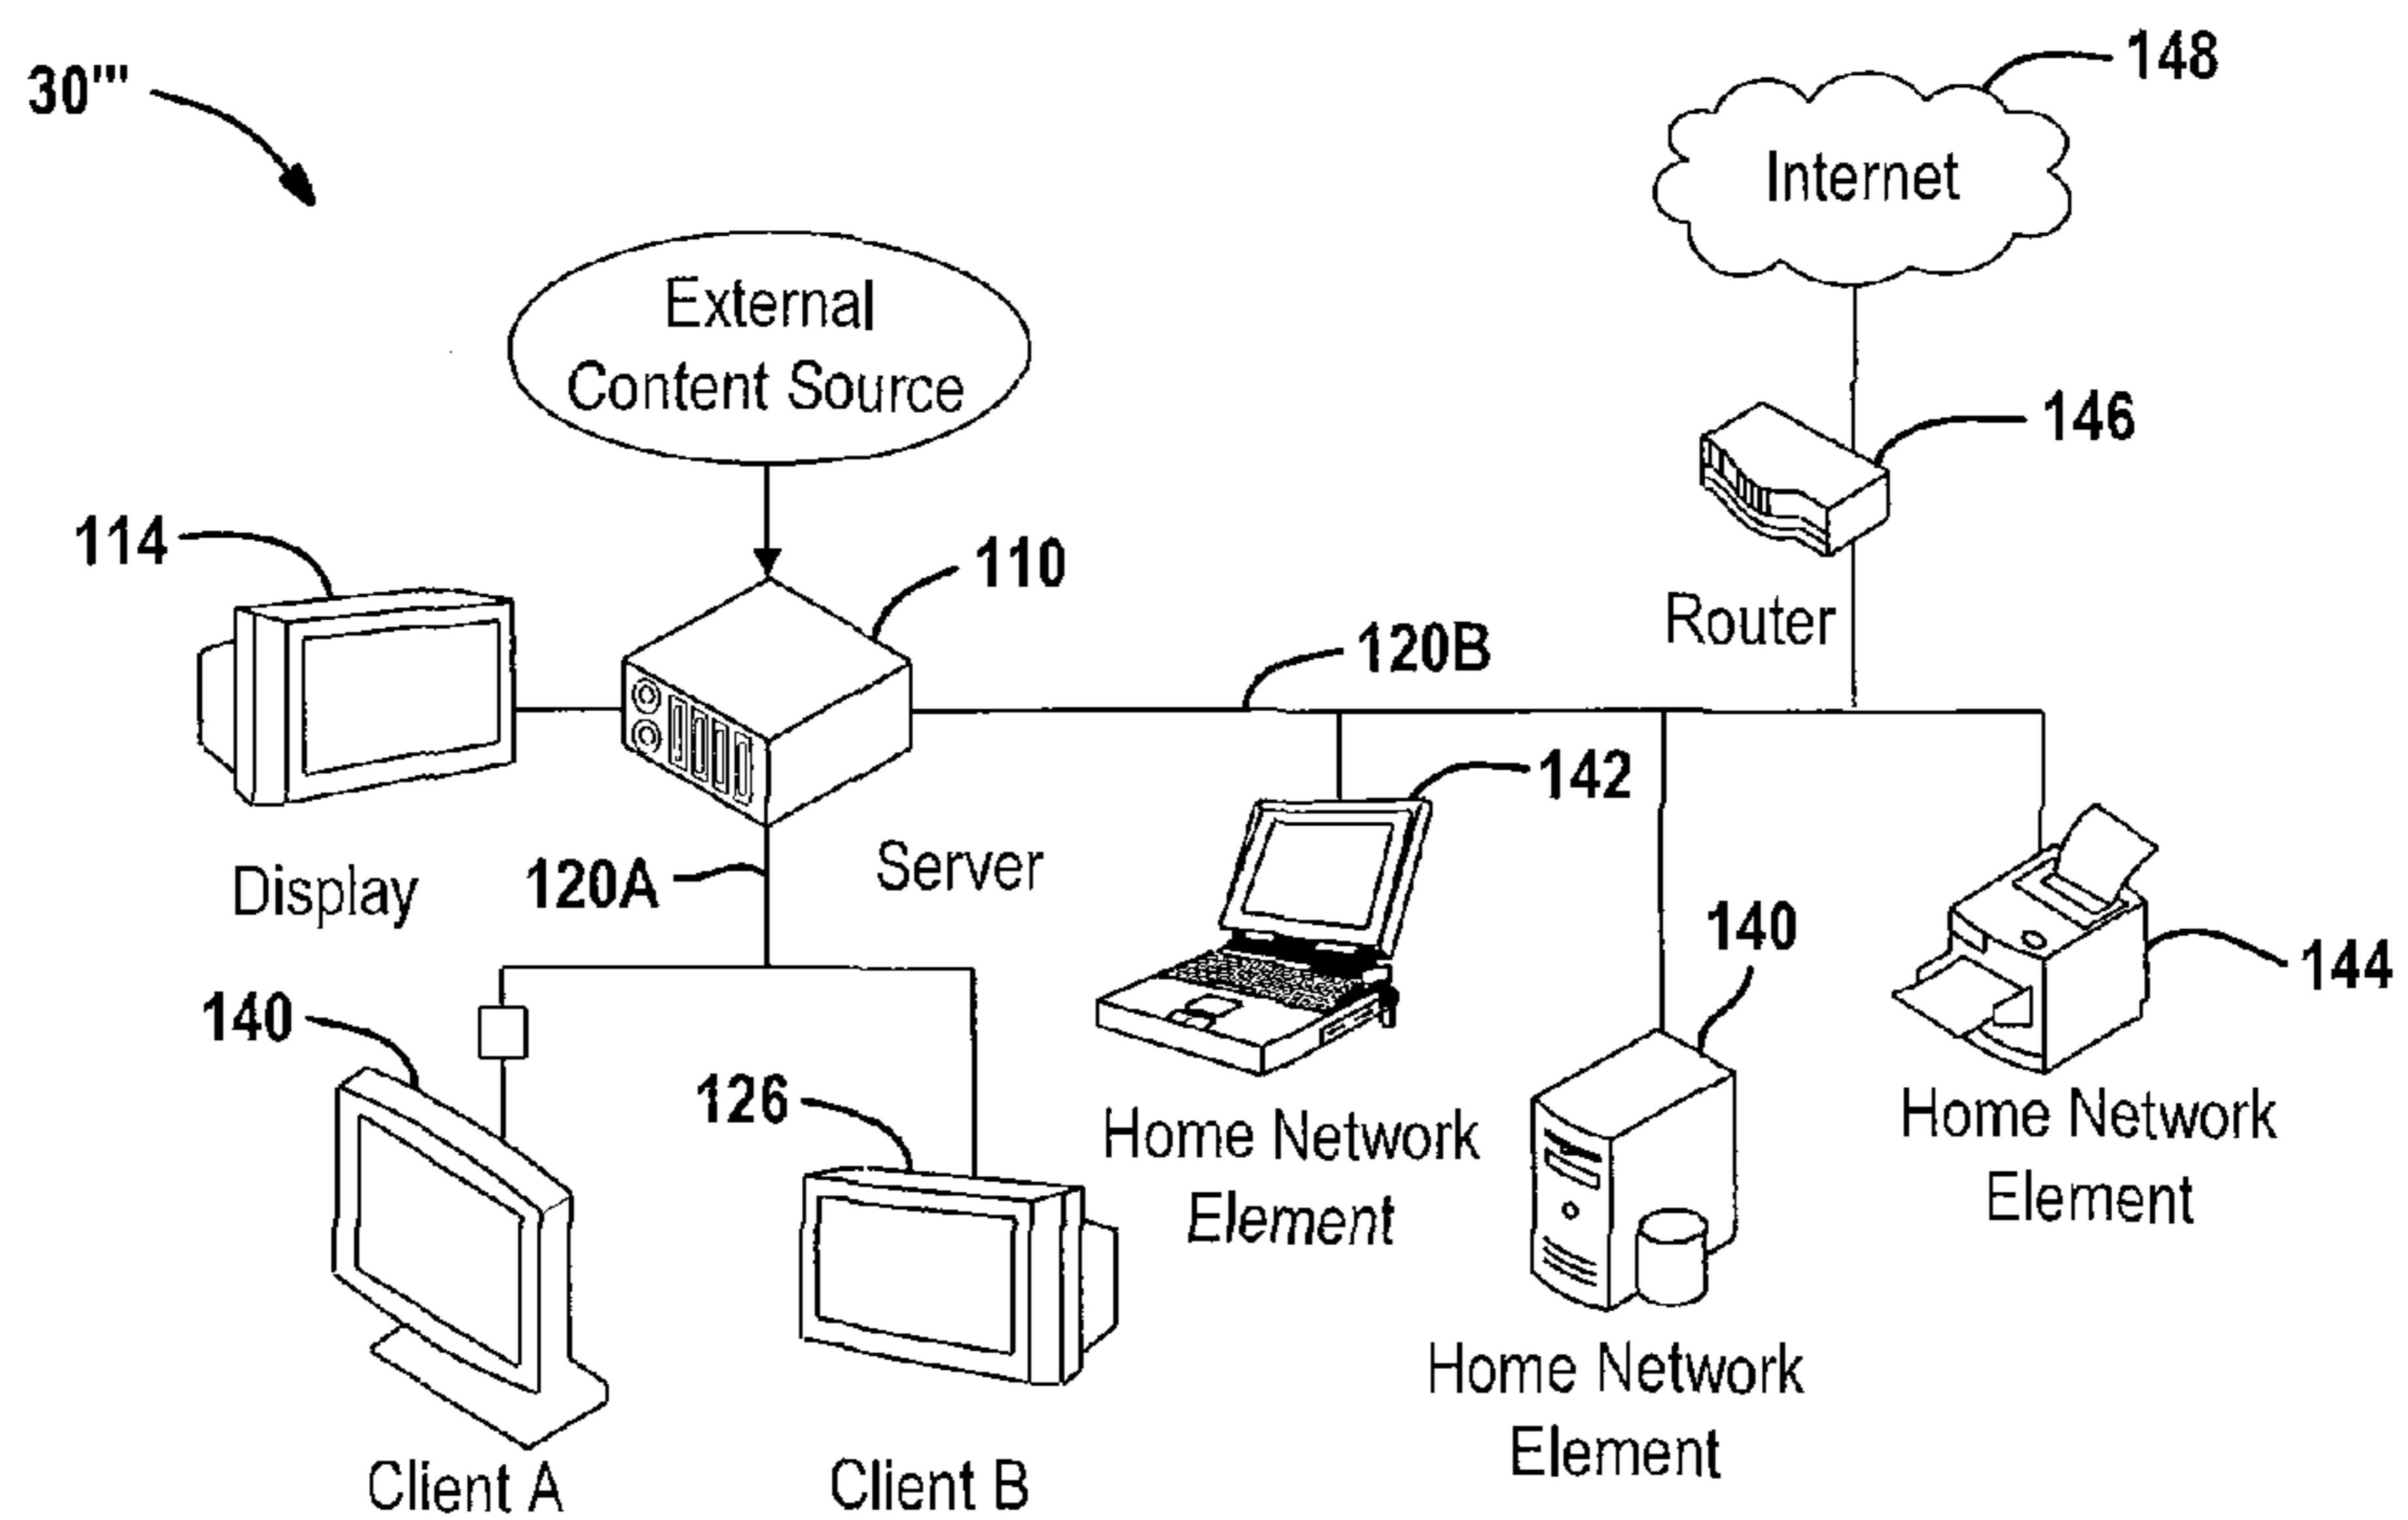 30'''
148
Internet
External
Content Source
146
114
110
Router
120B
142
Display
120A
Server
140
144
140
126
Home Network
Element
Home Network
Element
Home Network
Element
Client A
Client B